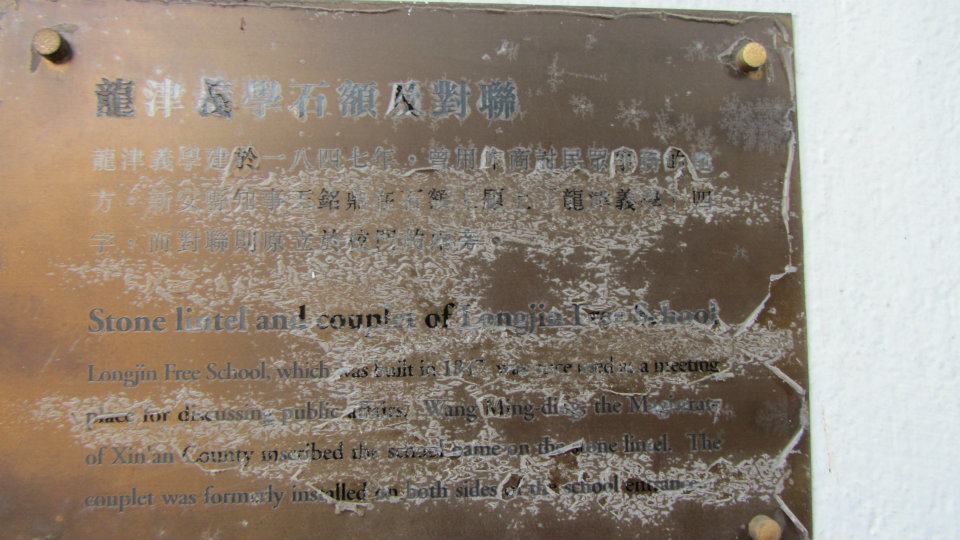 龍津義學石額及對聯
龍津義學建於一八四七年，曾用作商討民眾事務的地
方。新安縣知事王銘鼎在石額上題上「龍津義學」四
字，而對聯則原立於校門的兩旁。
Stone lintel and couplet of Longjin Free School
Longjin Free School, which was built in 1847, was once used as a meeting
place for discussing public affairs. Wang Ming-ding, the Magistrate
of Xin'an County inscribed the school name on the stone lintel. The
couplet was formerly installed on both sides of the school entrance.